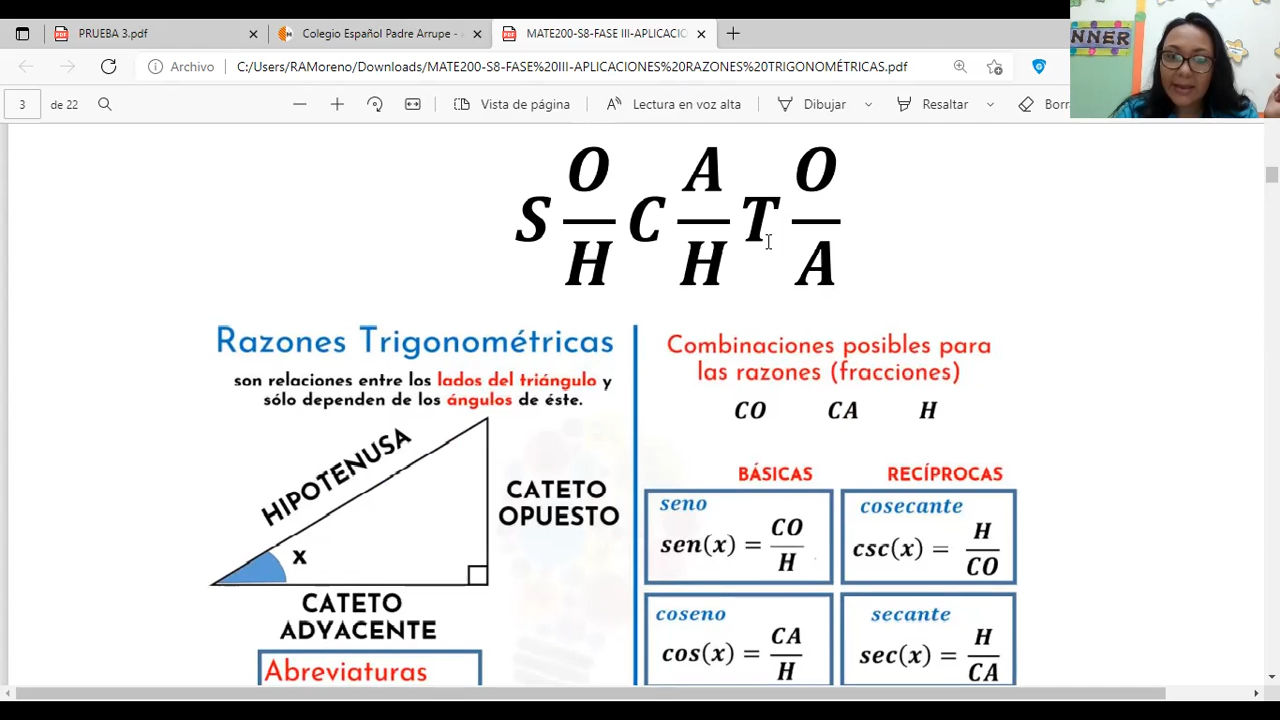 PRUEBA 3.pdf
Colegio Español Padre Arrupe -
MATE200-S8-FASE III-APLICACIO
Archivo
C:/Users/RAMoreno/Downloads/MATE200-S8-FASE%20III-APLICACIONES%20RAZONES%20TRIGONOMÉTRICAS.pdf
3 de 22
Vista de página
Lectura en voz alta
Dibujar
Resaltar
Borr
NNER
S O/H C A/H T O/A
Razones Trigonométricas
son relaciones entre los lados del triángulo y
sólo dependen de los ángulos de éste.
HIPOTENUSA
x
CATETO
OPUESTO
CATETO
ADYACENTE
Abreviaturas
Combinaciones posibles para
las razones (fracciones)
CO CA H
BÁSICAS RECÍPROCAS
seno
sen(x) = CO/H
cosecante
csc(x) = H/CO
coseno
cos(x) = CA/H
secante
sec(x) = H/CA